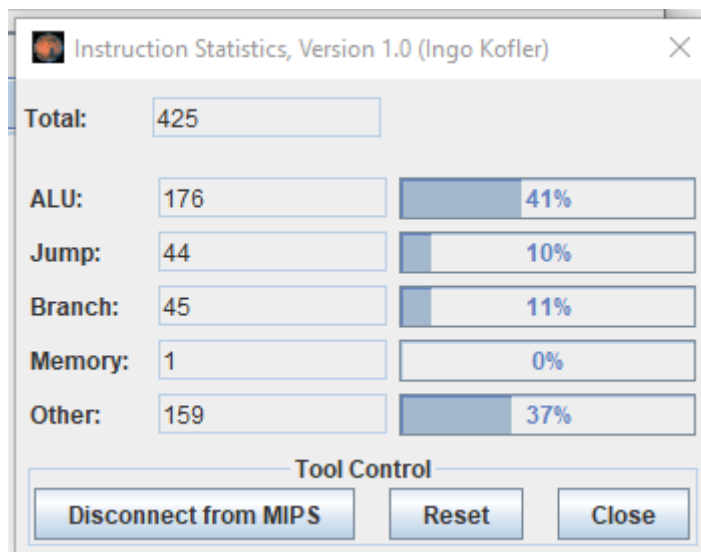 Instruction Statistics, Version 1.0 (Ingo Kofler)
Total: 425
ALU: 176 41%
Jump: 44 10%
Branch: 45 11%
Memory: 1 0%
Other: 159 37%
Tool Control
Disconnect from MIPS Reset Close